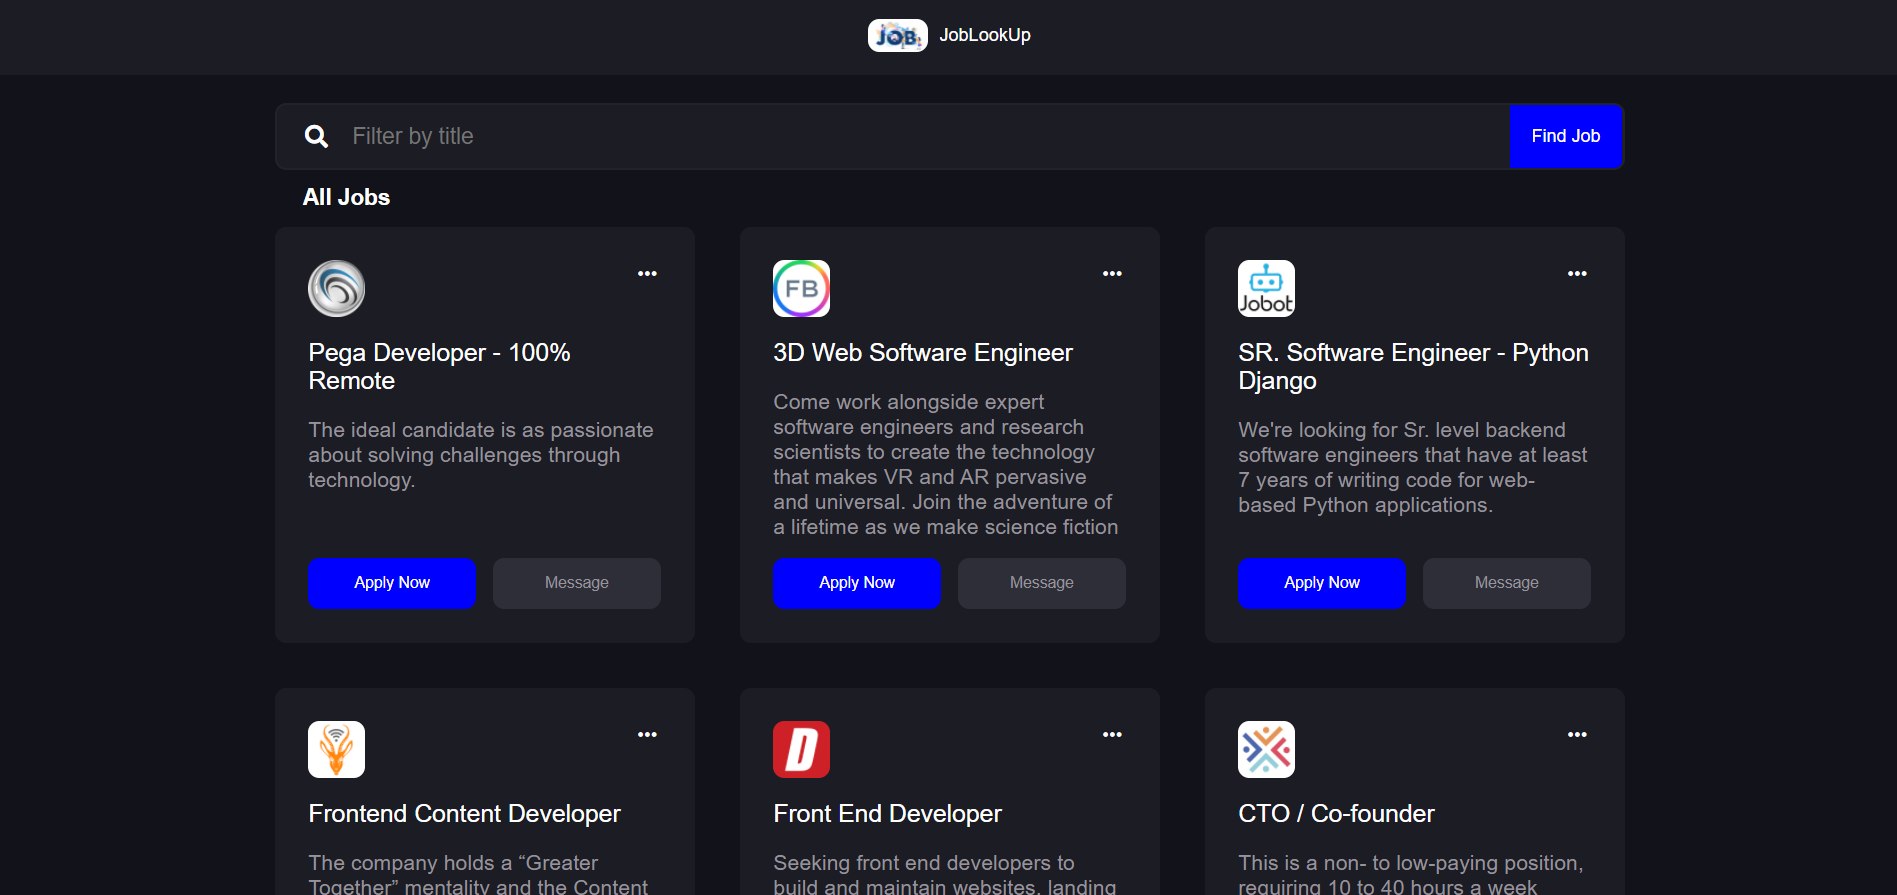 JOB JobLookUp
Filter by title
Find Job
All Jobs
•••
Pega Developer - 100%
Remote
The ideal candidate is as passionate
about solving challenges through
technology.
Apply Now
Message
FB
•••
3D Web Software Engineer
Come work alongside expert
software engineers and research
scientists to create the technology
that makes VR and AR pervasive
and universal. Join the adventure of
a lifetime as we make science fiction
Apply Now
Message
Jobot
•••
SR. Software Engineer - Python
Django
We're looking for Sr. level backend
software engineers that have at least
7 years of writing code for web-
based Python applications.
Apply Now
Message
•••
Frontend Content Developer
The company holds a “Greater
Together” mentality and the Content
D
•••
Front End Developer
Seeking front end developers to
build and maintain websites, landing
•••
CTO / Co-founder
This is a non- to low-paying position,
requiring 10 to 40 hours a week